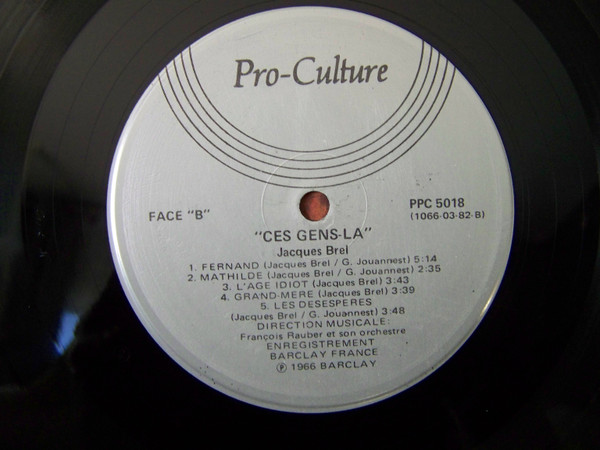 Pro-Culture
FACE "B"
PPC 5018
(1066-03-82-B)
"CES GENS-LA"
Jacques Brel
1. FERNAND (Jacques Brel / G. Jouannest) 5:14
2. MATHILDE (Jacques Brel / G. Jouannest) 2:35
3. L'AGE IDIOT (Jacques Brel) 3:43
4. GRAND-MERE (Jacques Brel) 3:39
5. LES DESESPERES
(Jacques Brel / G. Jouannest) 3:48
DIRECTION MUSICALE:
François Rauber et son orchestre
ENREGISTREMENT
BARCLAY FRANCE
℗ 1966 BARCLAY